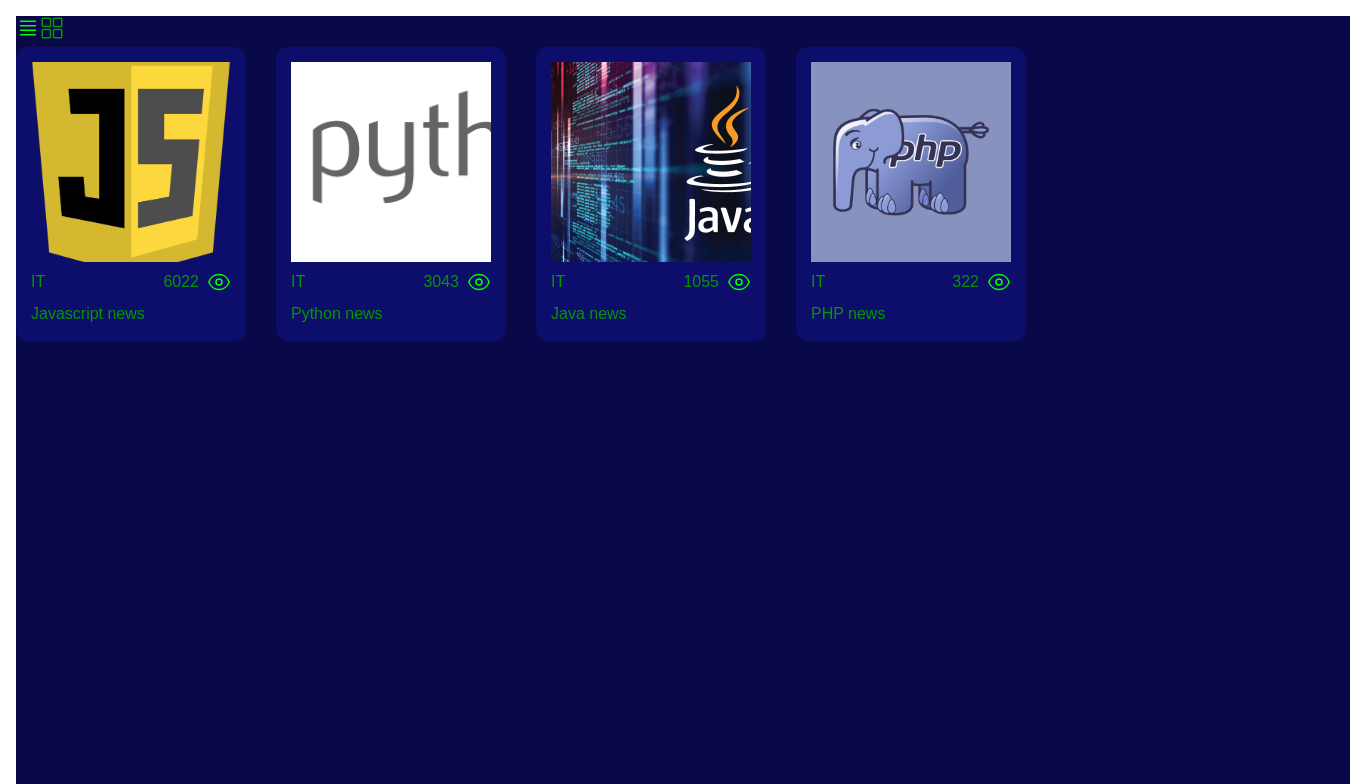 JS
pyth
Java
php
IT 6022
IT 3043
IT 1055
IT 322
Javascript news
Python news
Java news
PHP news